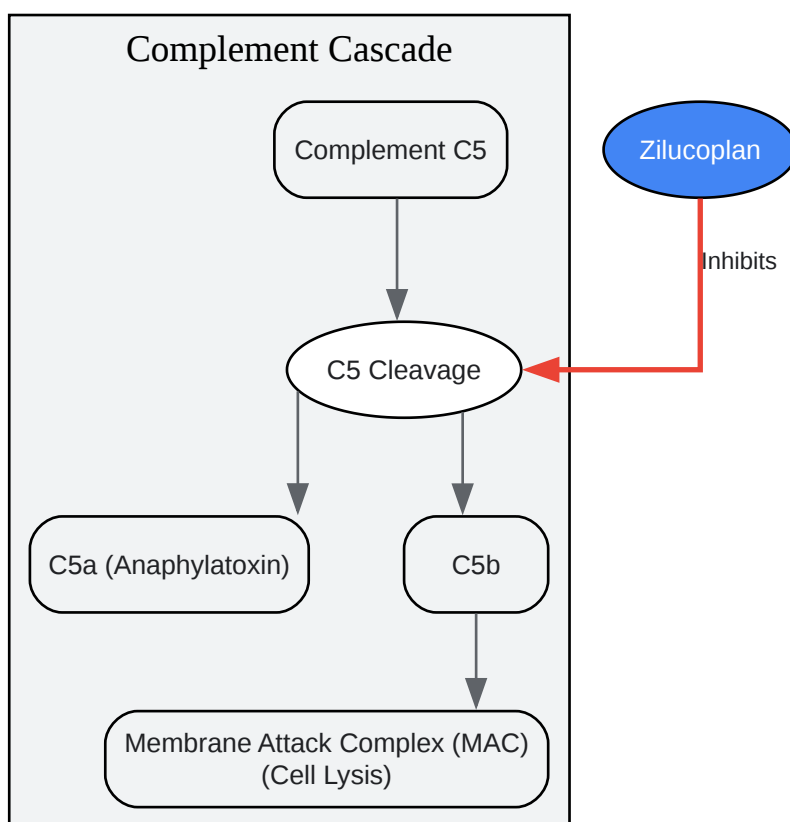 Complement Cascade
Complement C5
Zilucoplan
Inhibits
C5 Cleavage
C5a (Anaphylatoxin)
C5b
Membrane Attack Complex (MAC)
(Cell Lysis)